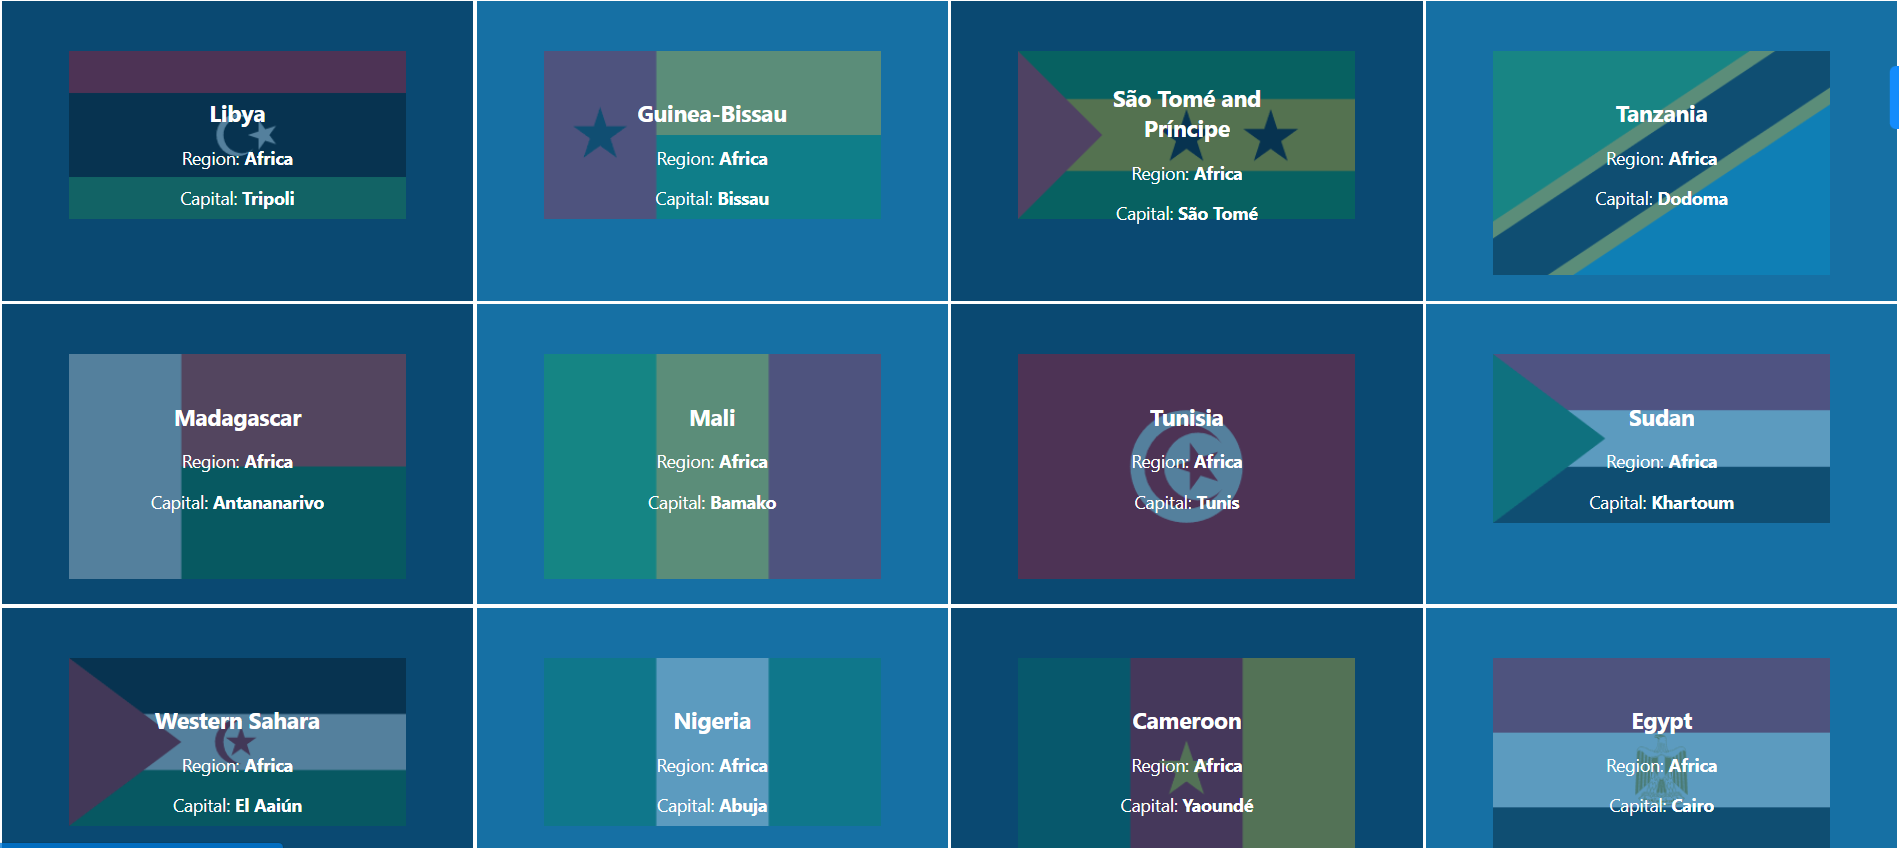 Libya
Region: Africa
Capital: Tripoli
Guinea-Bissau
Region: Africa
Capital: Bissau
São Tomé and
Príncipe
Region: Africa
Capital: São Tomé
Tanzania
Region: Africa
Capital: Dodoma
Madagascar
Region: Africa
Capital: Antananarivo
Mali
Region: Africa
Capital: Bamako
Tunisia
Region: Africa
Capital: Tunis
Sudan
Region: Africa
Capital: Khartoum
Western Sahara
Region: Africa
Capital: El Aaiún
Nigeria
Region: Africa
Capital: Abuja
Cameroon
Region: Africa
Capital: Yaoundé
Egypt
Region: Africa
Capital: Cairo